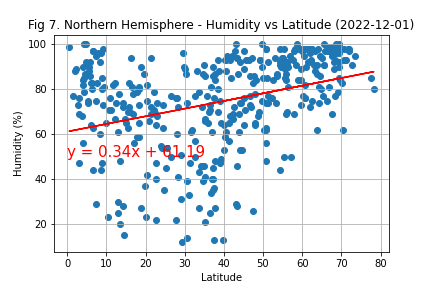 Fig 7. Northern Hemisphere - Humidity vs Latitude (2022-12-01)
100
80
60
40
20
Humidity (%)
y = 0.34x + 61.19
0 10 20 30 40 50 60 70 80
Latitude